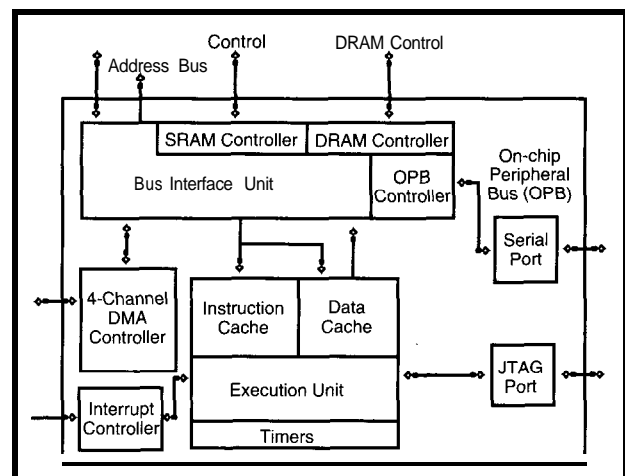 Control
DRAM Control
Address Bus
SRAM Controller
DRAM Controller
Bus Interface Unit
OPB
Controller
On-chip
Peripheral
Bus (OPB)
Serial
Port
4-Channel
DMA
Controller
Instruction
Cache
Data
Cache
Execution Unit
JTAG
Port
Interrupt
Controller
Timers